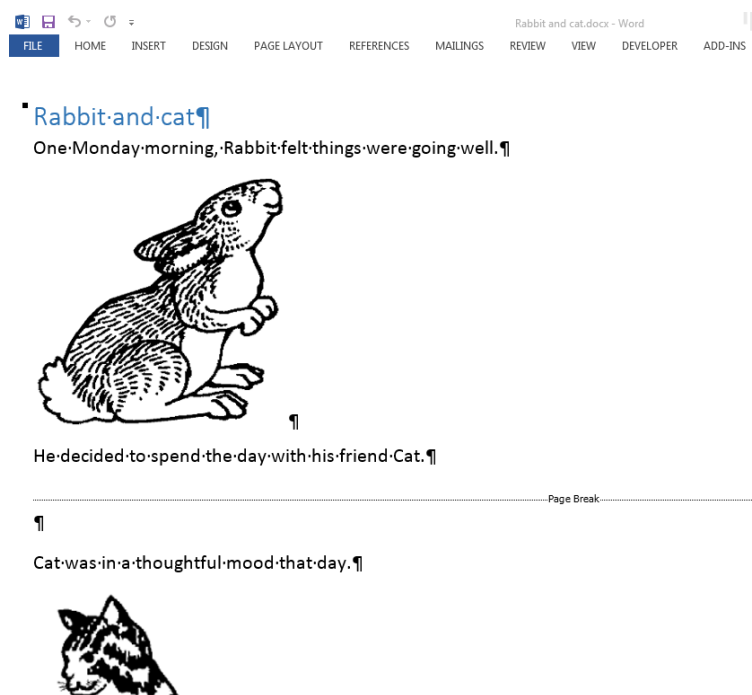 Rabbit and cat.docx - Word
FILE HOME INSERT DESIGN PAGE LAYOUT REFERENCES MAILINGS REVIEW VIEW DEVELOPER ADD-INS
Rabbit·and·cat¶
One·Monday·morning,·Rabbit·felt·things·were·going·well.¶
¶
He·decided·to·spend·the·day·with·his·friend·Cat.¶
Page Break
¶
Cat·was·in·a·thoughtful·mood·that·day.¶